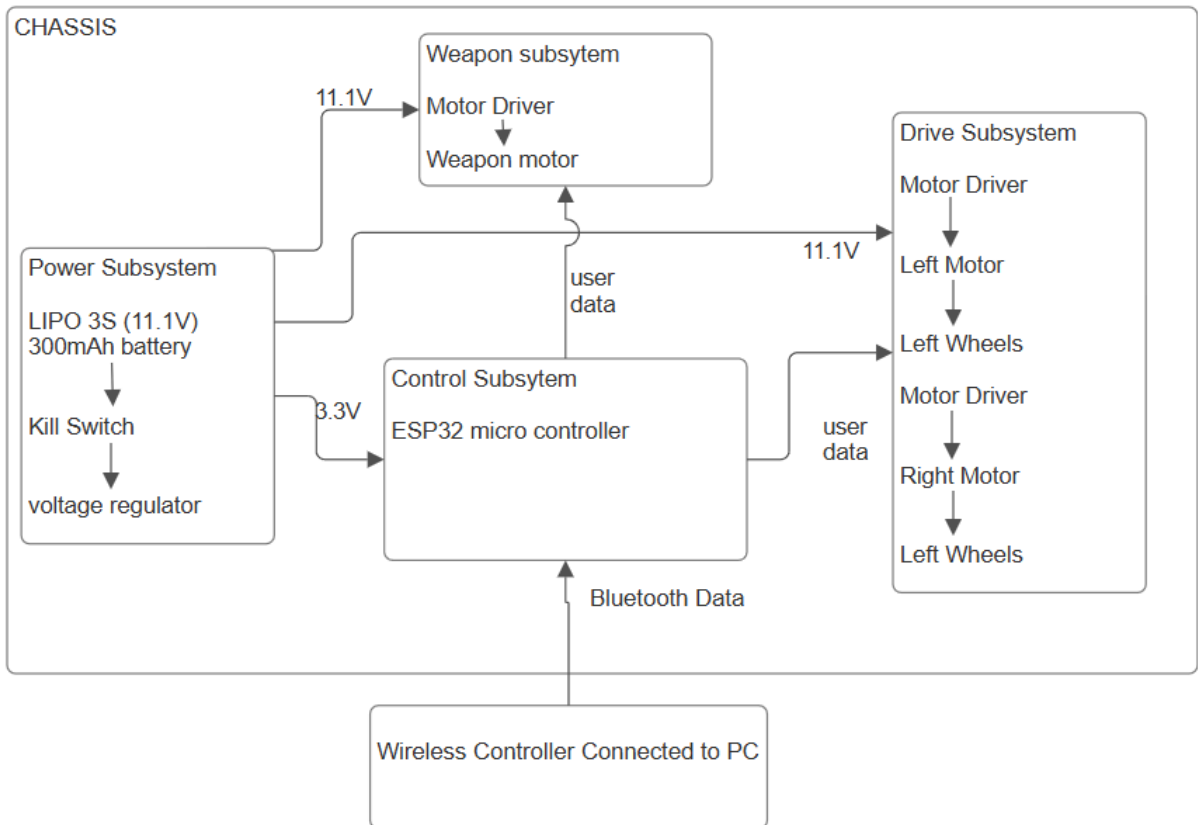 CHASSIS
Weapon subsytem
Motor Driver
Weapon motor
11.1V
Drive Subsystem
Motor Driver
Left Motor
Left Wheels
Motor Driver
Right Motor
Left Wheels
11.1V
Power Subsystem
LIPO 3S (11.1V)
300mAh battery
Kill Switch
voltage regulator
user
data
3.3V
Control Subsytem
ESP32 micro controller
user
data
Bluetooth Data
Wireless Controller Connected to PC